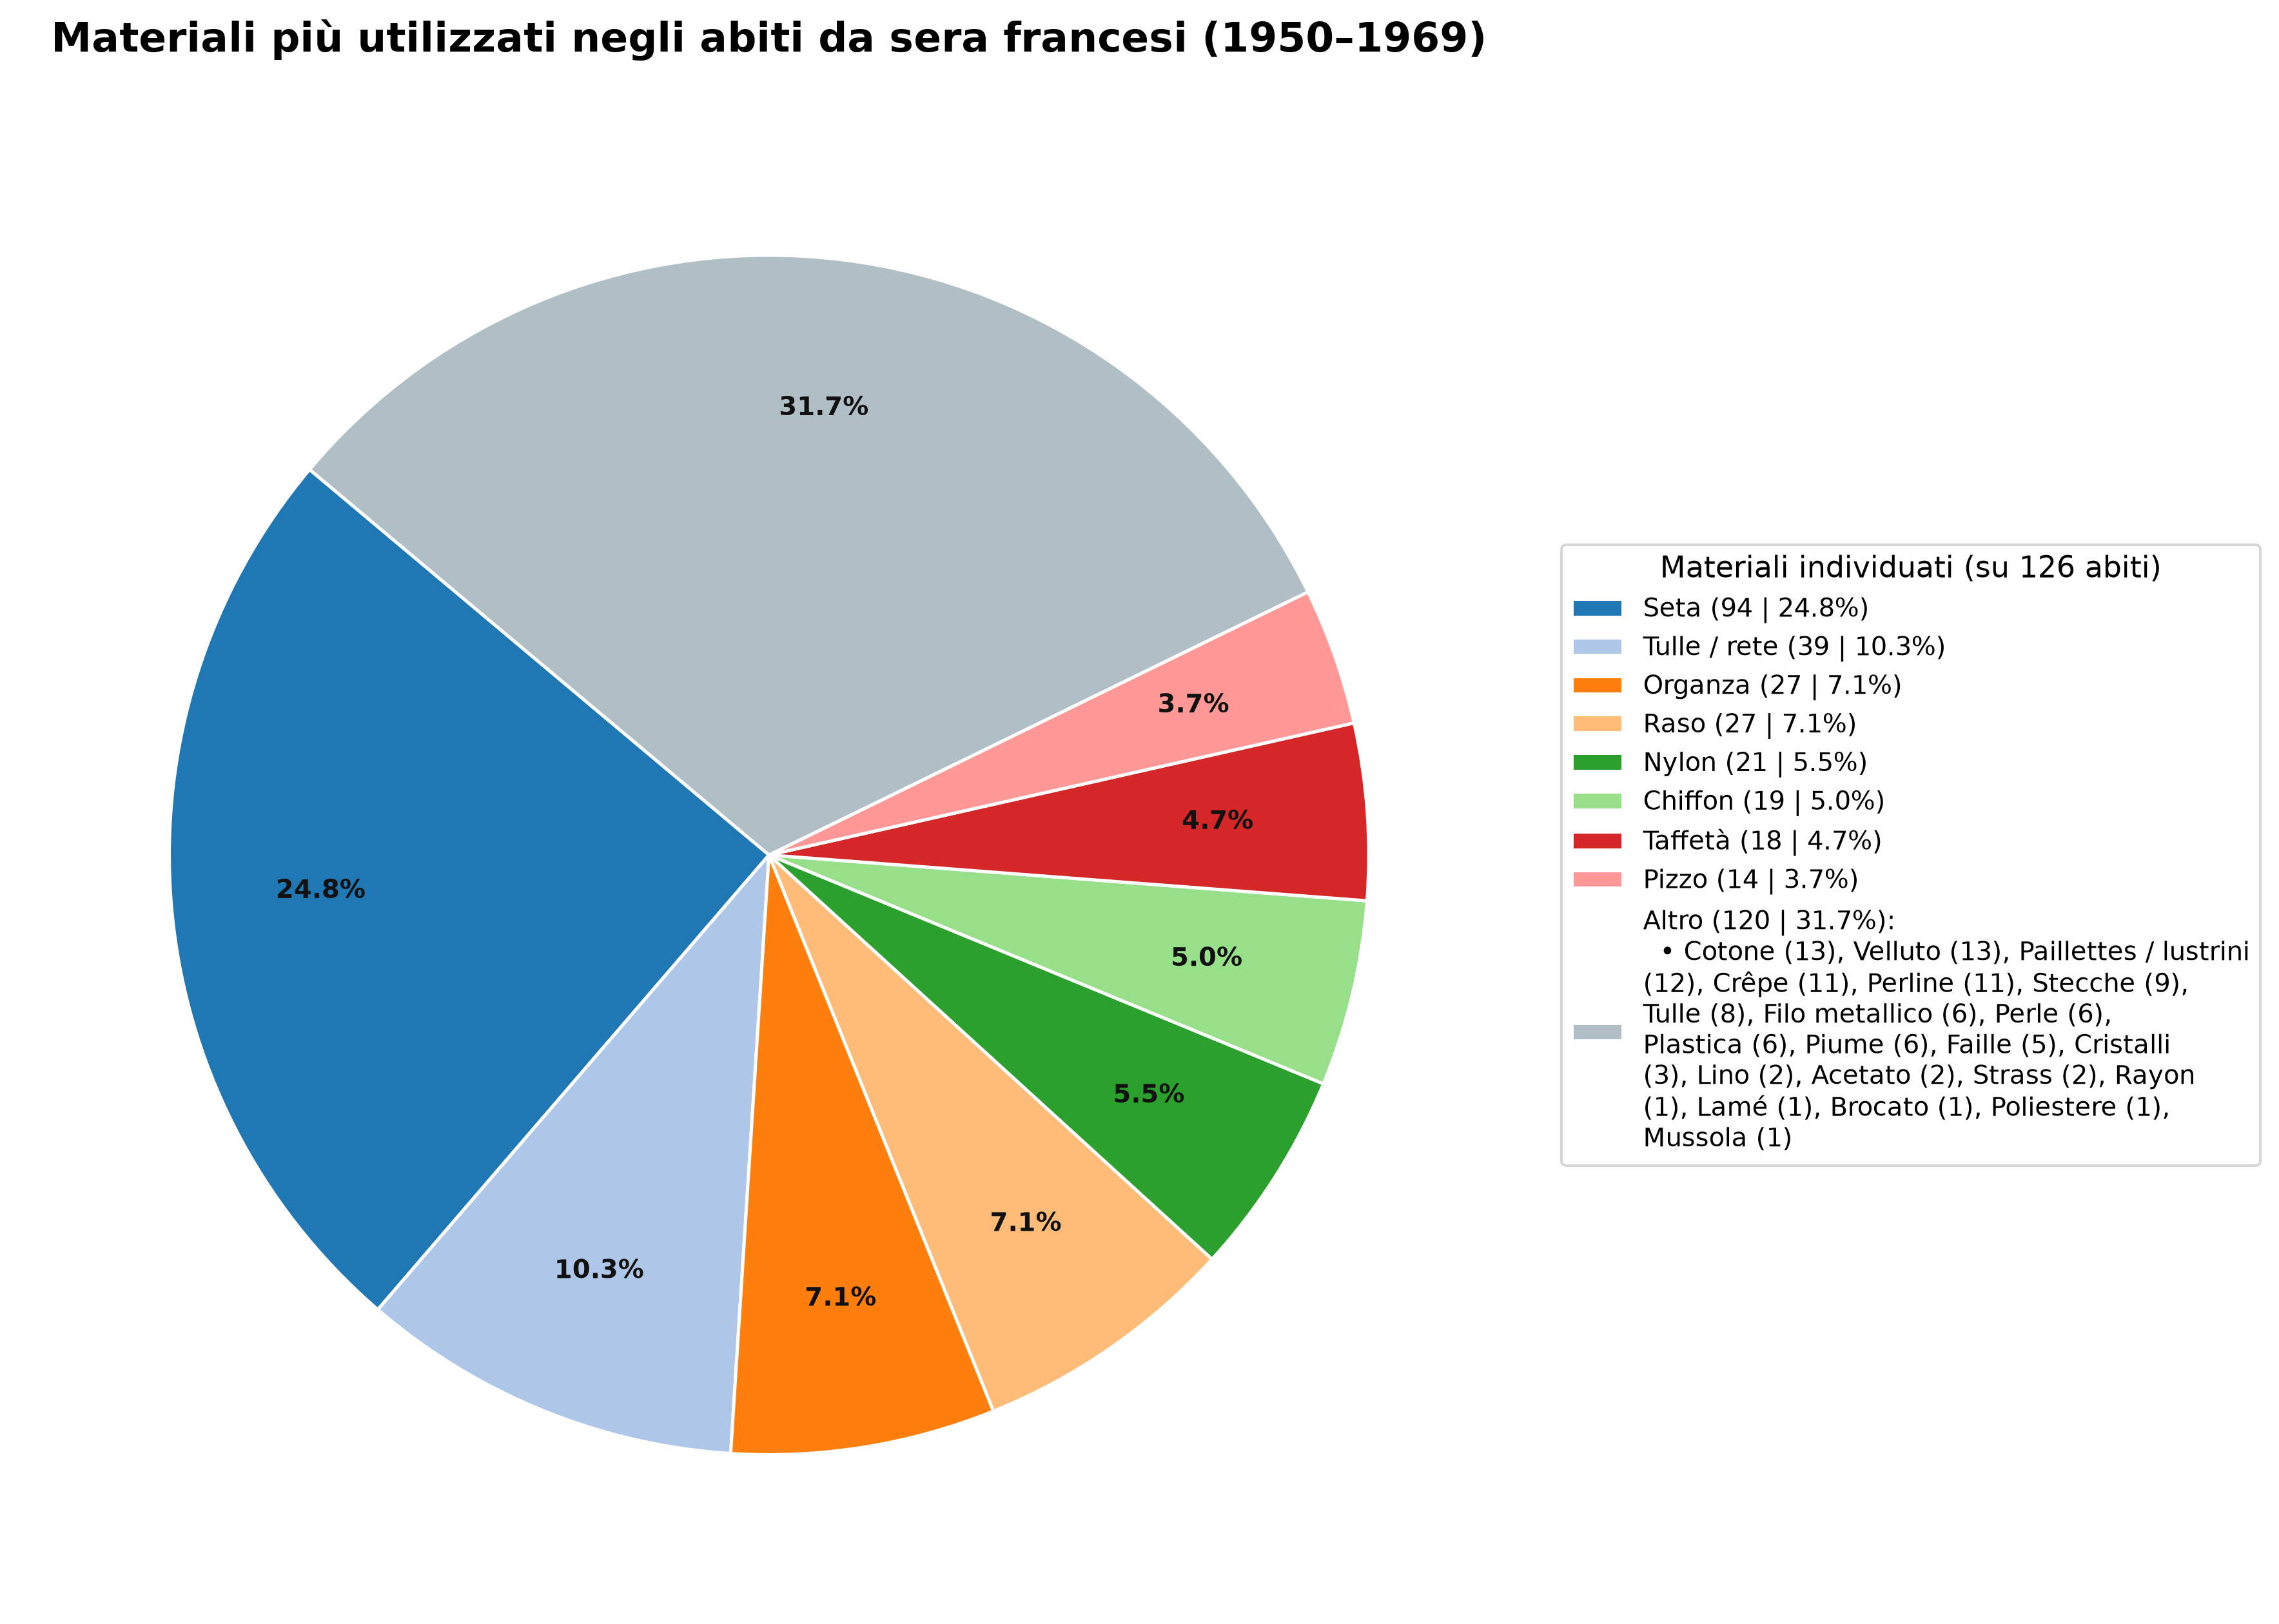 Materiali più utilizzati negli abiti da sera francesi (1950–1969)
31.7%
3.7%
4.7%
24.8%
5.0%
5.5%
7.1%
10.3%
7.1%
Materiali individuati (su 126 abiti)
Seta (94 | 24.8%)
Tulle / rete (39 | 10.3%)
Organza (27 | 7.1%)
Raso (27 | 7.1%)
Nylon (21 | 5.5%)
Chiffon (19 | 5.0%)
Taffetà (18 | 4.7%)
Pizzo (14 | 3.7%)
Altro (120 | 31.7%):
• Cotone (13), Velluto (13), Paillettes / lustrini
(12), Crêpe (11), Perline (11), Stecche (9),
Tulle (8), Filo metallico (6), Perle (6),
Plastica (6), Piume (6), Faille (5), Cristalli
(3), Lino (2), Acetato (2), Strass (2), Rayon
(1), Lamé (1), Brocato (1), Poliestere (1),
Mussola (1)